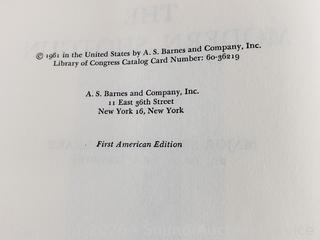 © 1961 in the United States by A. S. Barnes and Company, Inc.
Library of Congress Catalog Card Number: 60-36219
A. S. Barnes and Company, Inc.
11 East 36th Street
New York 16, New York
First American Edition